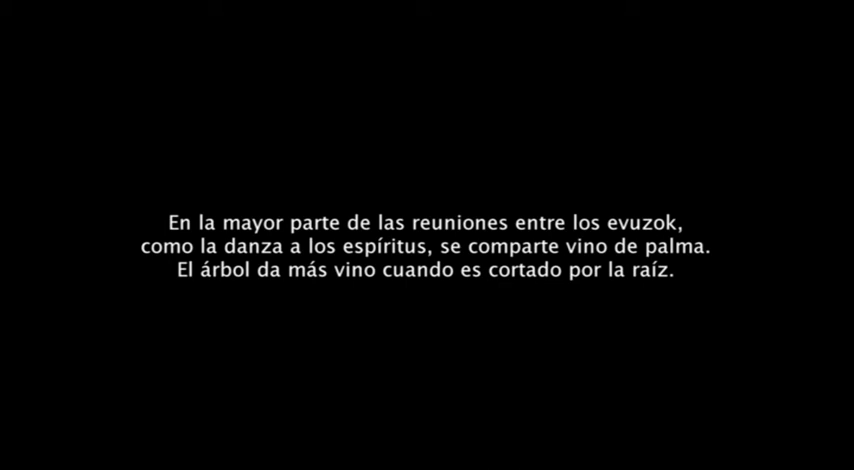 En la mayor parte de las reuniones entre los evuzok,
como la danza a los espíritus, se comparte vino de palma.
El árbol da más vino cuando es cortado por la raíz.